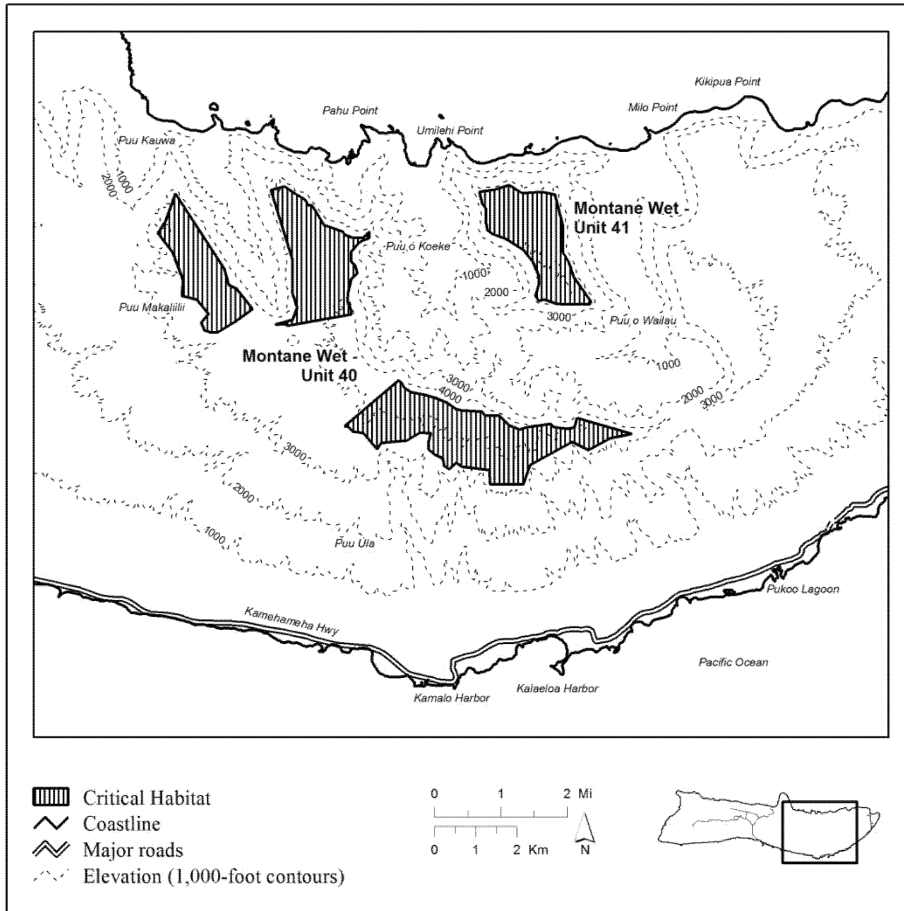 Kikipua Point
Pahu Point
Milo Point
Umilehi Point
Puu Kauwa
1000
2000
Montane Wet -
Unit 41
Puu o Koeke
1000
2000
Puu Makaliilii
3000
Puu o Wailau
Montane Wet -
Unit 40
1000
3000
4000
2000
3000
3000
2000
1000
Puu Ula
Pukoo Lagoon
Kamehameha Hwy
Pacific Ocean
Kamalo Harbor
Kalaeloa Harbor
Critical Habitat
Coastline
Major roads
Elevation (1,000-foot contours)
0 1 2 Mi
0 1 2 Km
N